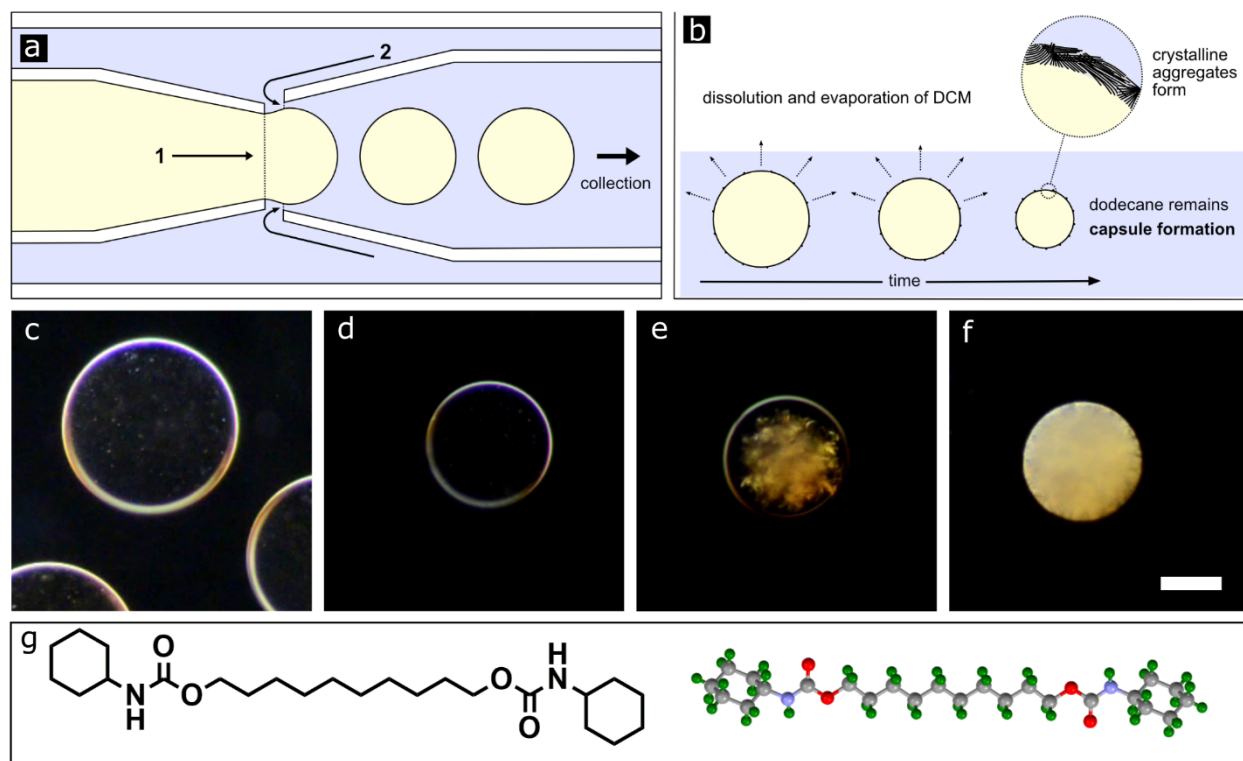 a
2
1
collection
b
dissolution and evaporation of DCM
crystalline
aggregates
form
dodecane remains
capsule formation
time
c
d
e
f
g
O
N
H
O
O
O
H
N